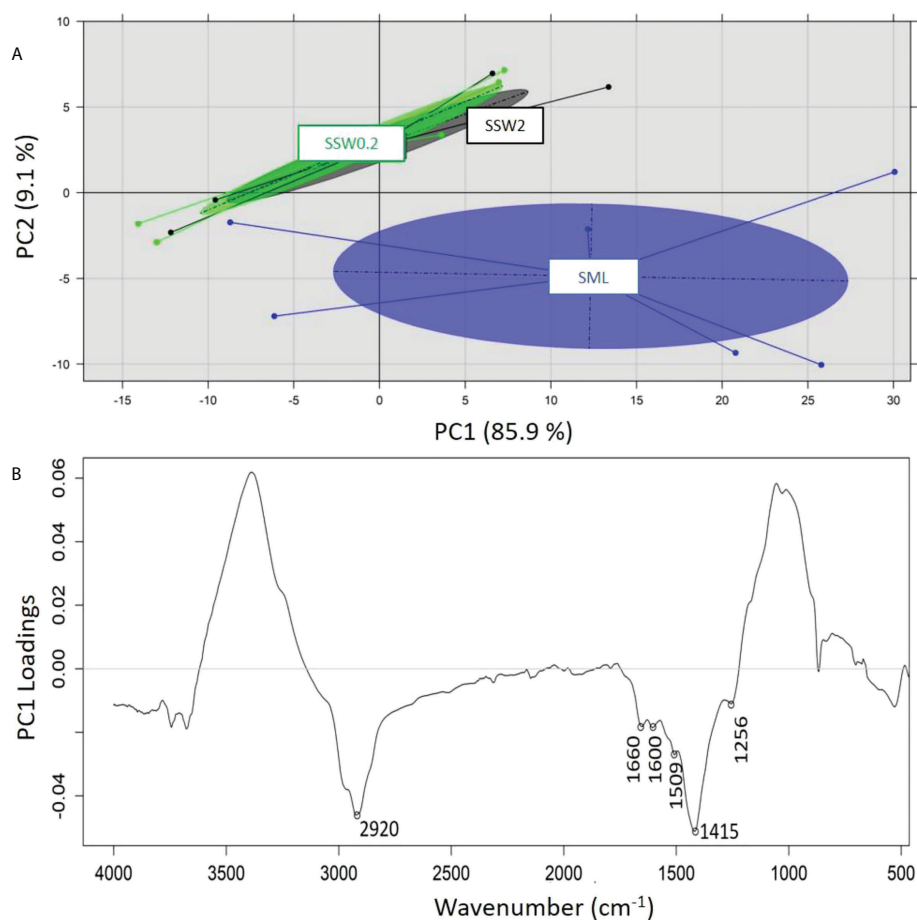 A
10
5
0
-5
-10
PC2 (9.1 %)
SSW0.2
SSW2
SML
-15 -10 -5 0 5 10 15 20 25 30
PC1 (85.9 %)
B
0.06
0.04
0.02
0.00
-0.04
PC1 Loadings
2920
1660
1600
1509
1415
1256
4000 3500 3000 2500 2000 1500 1000 500
Wavenumber (cm⁻¹)